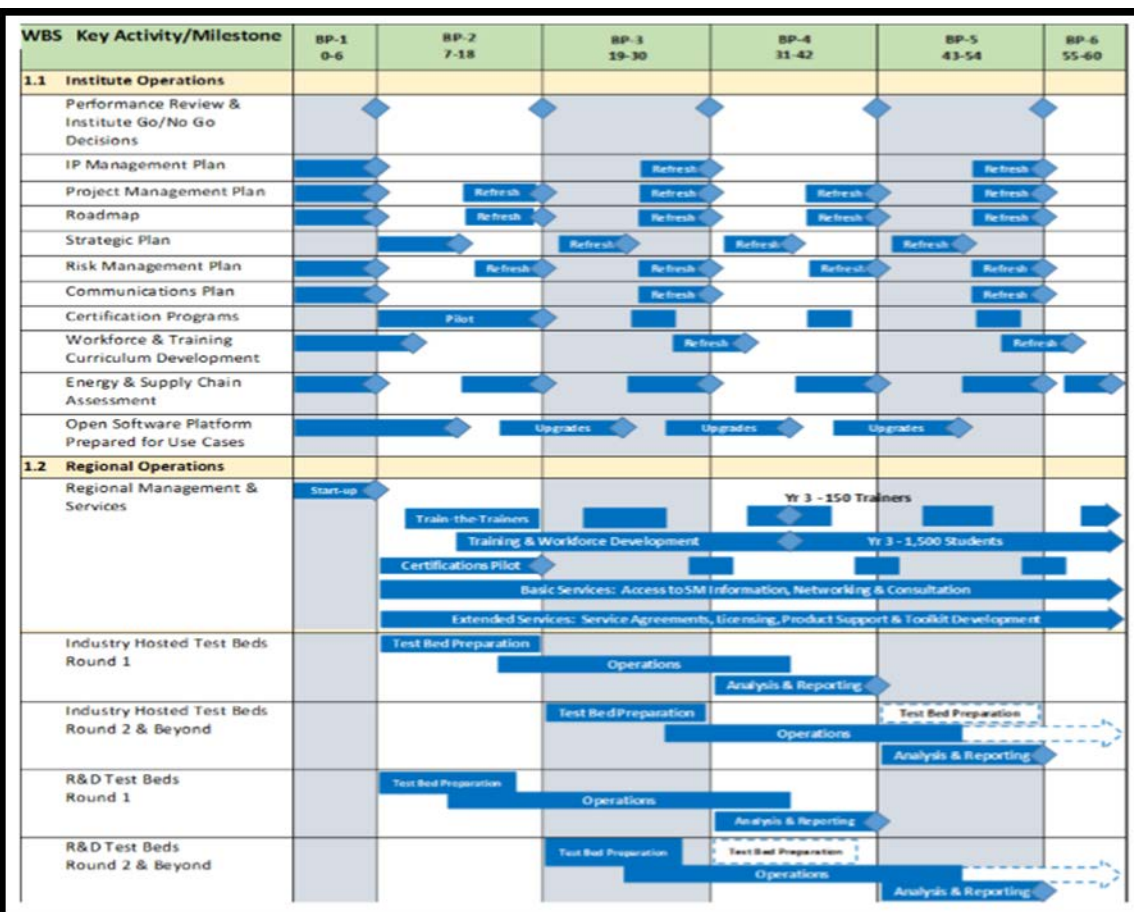 WBS Key Activity/Milestone
BP-1
0-6
BP-2
7-18
BP-3
19-30
BP-4
31-42
BP-5
43-54
BP-6
55-60
1.1 Institute Operations
Performance Review &
Institute Go/No Go
Decisions
IP Management Plan
Refresh
Refresh
Project Management Plan
Refresh
Refresh
Refresh
Refresh
Roadmap
Refresh
Refresh
Refresh
Refresh
Strategic Plan
Refresh
Refresh
Refresh
Risk Management Plan
Refresh
Refresh
Refresh
Refresh
Communications Plan
Refresh
Refresh
Certification Programs
Pilot
Workforce & Training
Curriculum Development
Refresh
Refresh
Energy & Supply Chain
Assessment
Open Software Platform
Prepared for Use Cases
Upgrades
Upgrades
Upgrades
1.2 Regional Operations
Regional Management &
Services
Start-up
Yr 3 - 150 Trainers
Train-the-Trainers
Training & Workforce Development
Yr 3 - 1,500 Students
Certifications Pilot
Basic Services: Access to SM Information, Networking & Consultation
Extended Services: Service Agreements, Licensing, Product Support & Toolkit Development
Industry Hosted Test Beds
Round 1
Test Bed Preparation
Operations
Analysis & Reporting
Industry Hosted Test Beds
Round 2 & Beyond
Test Bed Preparation
Test Bed Preparation
Operations
Analysis & Reporting
R&D Test Beds
Round 1
Test Bed Preparation
Operations
Analysis & Reporting
R&D Test Beds
Round 2 & Beyond
Test Bed Preparation
Test Bed Preparation
Operations
Analysis & Reporting